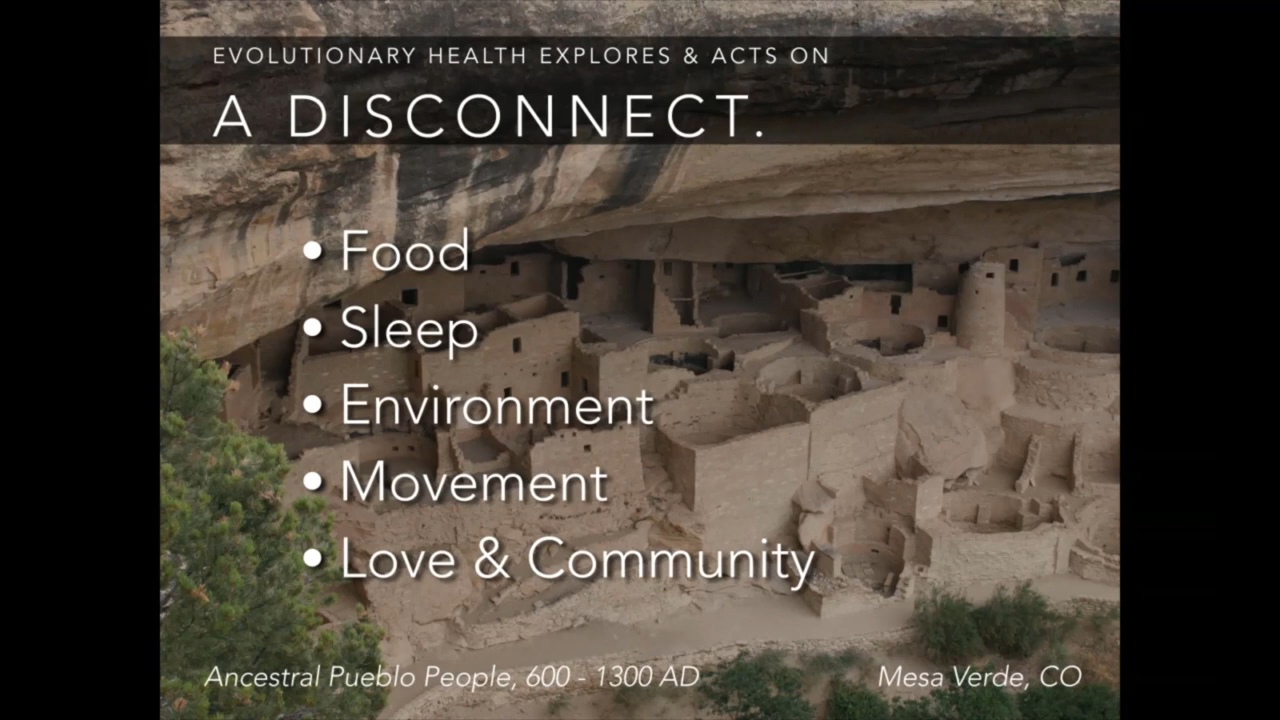 EVOLUTIONARY HEALTH EXPLORES & ACTS ON
A DISCONNECT.
• Food
• Sleep
• Environment
• Movement
• Love & Community
Ancestral Pueblo People, 600 - 1300 AD
Mesa Verde, CO